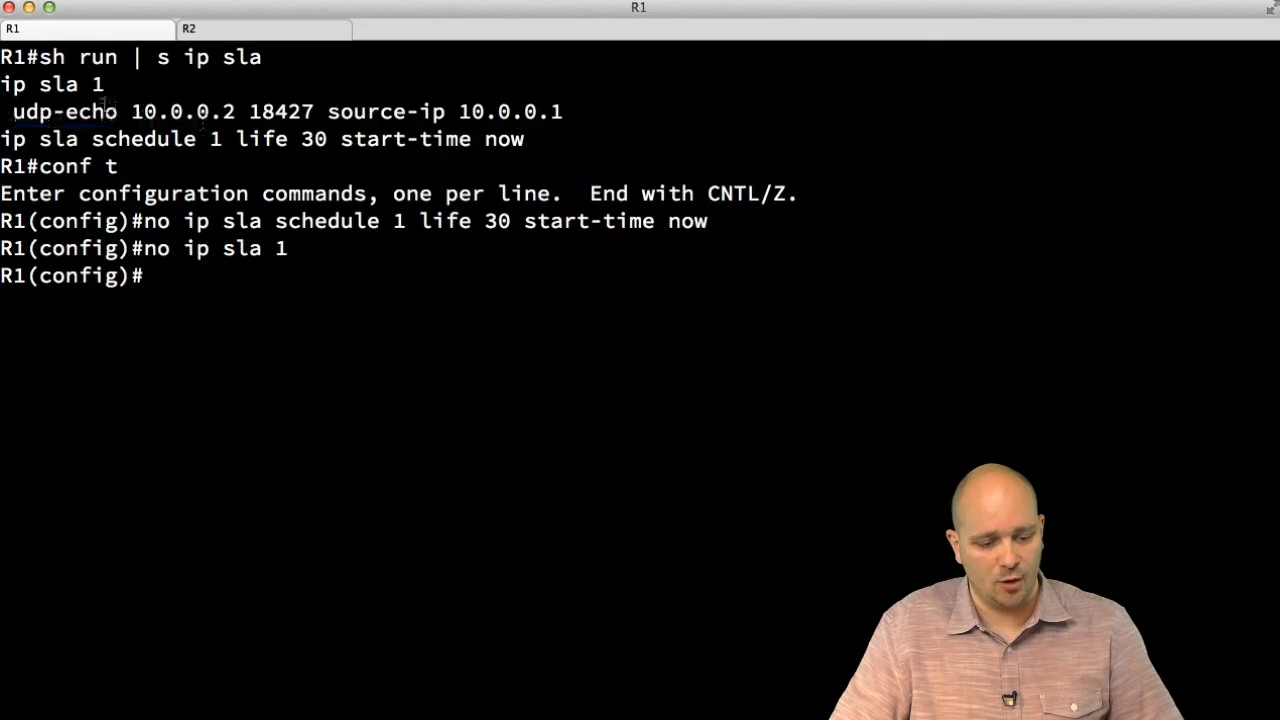 R1
R1
R2
R1#sh run | s ip sla
ip sla 1
 udp-echo 10.0.0.2 18427 source-ip 10.0.0.1
ip sla schedule 1 life 30 start-time now
R1#conf t
Enter configuration commands, one per line.  End with CNTL/Z.
R1(config)#no ip sla schedule 1 life 30 start-time now
R1(config)#no ip sla 1
R1(config)#